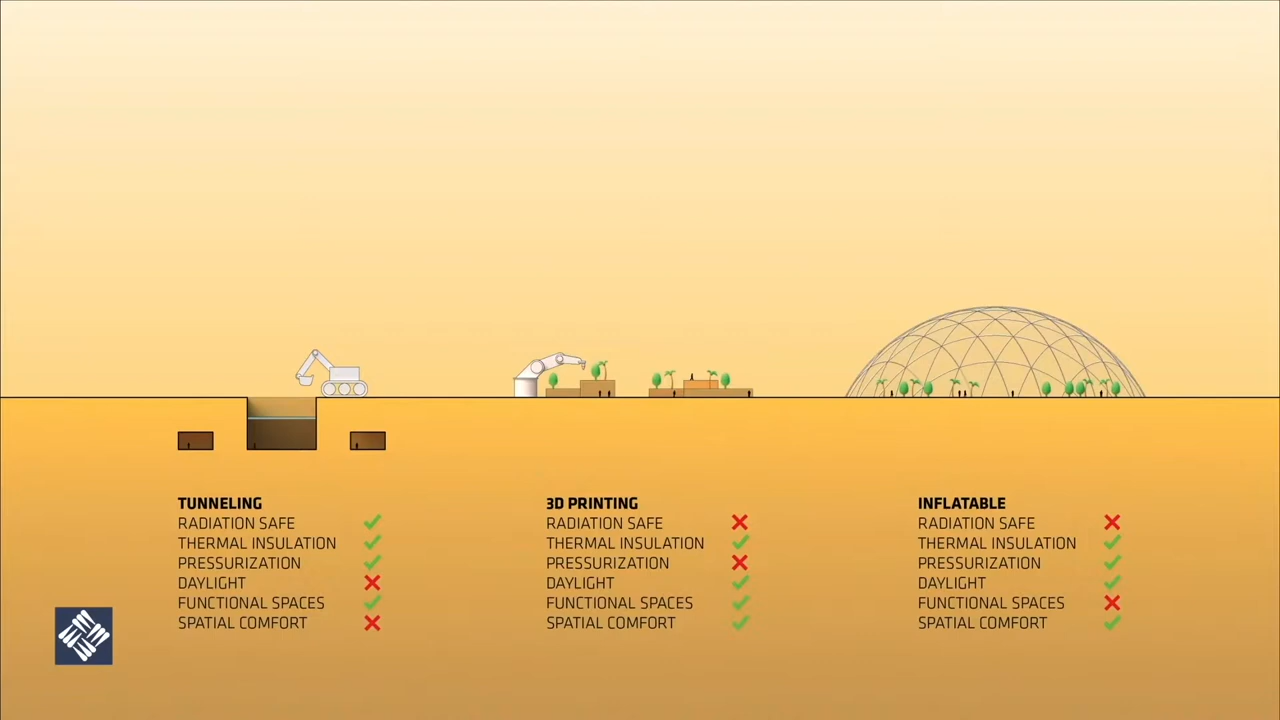 TUNNELING
RADIATION SAFE
THERMAL INSULATION
PRESSURIZATION
DAYLIGHT
FUNCTIONAL SPACES
SPATIAL COMFORT
3D PRINTING
RADIATION SAFE
THERMAL INSULATION
PRESSURIZATION
DAYLIGHT
FUNCTIONAL SPACES
SPATIAL COMFORT
INFLATABLE
RADIATION SAFE
THERMAL INSULATION
PRESSURIZATION
DAYLIGHT
FUNCTIONAL SPACES
SPATIAL COMFORT